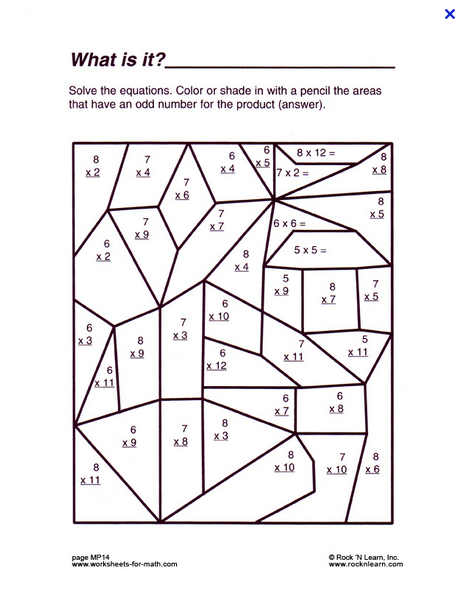 What is it?
Solve the equations. Color or shade in with a pencil the areas
that have an odd number for the product (answer).
8
x 2
7
x 4
7
x 6
6
x 4
6
x 5
8 x 12 =
7 x 2 =
8
x 8
8
x 5
7
x 9
7
x 7
6 x 6 =
6
x 2
8
x 4
5 x 5 =
5
x 9
8
x 7
7
x 5
6
x 10
6
x 3
8
x 9
7
x 3
7
x 11
5
x 11
6
x 12
6
x 11
6
x 7
6
x 8
6
x 9
7
x 8
8
x 3
8
x 11
8
x 10
7
x 10
8
x 6
page MP14
www.worksheets-for-math.com
© Rock 'N Learn, Inc.
www.rocknlearn.com